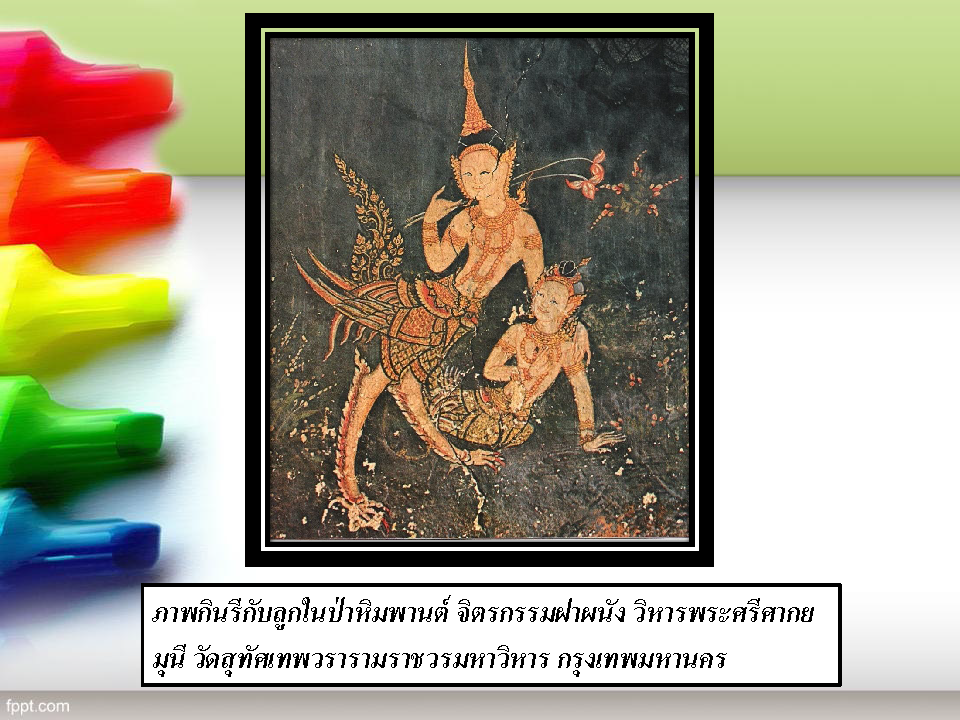 ภาพกินรีกับลูกในป่าหิมพานต์ จิตรกรรมฝาผนัง วิหารพระศรีศากย
มุนี วัดสุทัศเทพวรารามราชวรมหาวิหาร กรุงเทพมหานคร
fppt.com